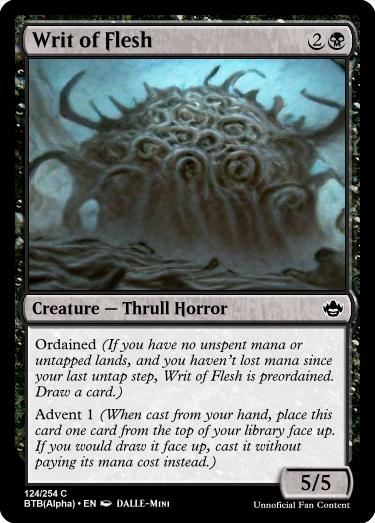 Writ of Flesh 2
Creature — Thrull Horror
Ordained (If you have no unspent mana or
untapped lands, and you haven't lost mana since
your last untap step, Writ of Flesh is preordained.
Draw a card.)
Advent 1 (When cast from your hand, place this
card one card from the top of your library face up.
If you would draw it face up, cast it without
paying its mana cost instead.)
5/5
124/254 C
BTB(Alpha) • EN DALLE-Mini
Unnoficial Fan Content